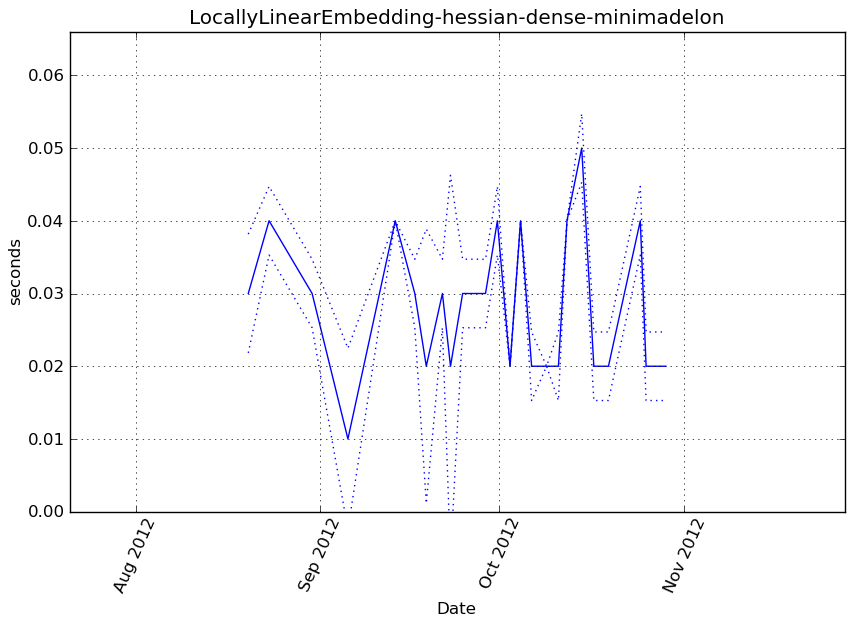 LocallyLinearEmbedding-hessian-dense-minimadelon
0.06
0.05
0.04
0.03
0.02
0.01
0.00
seconds
Aug 2012
Sep 2012
Oct 2012
Nov 2012
Date